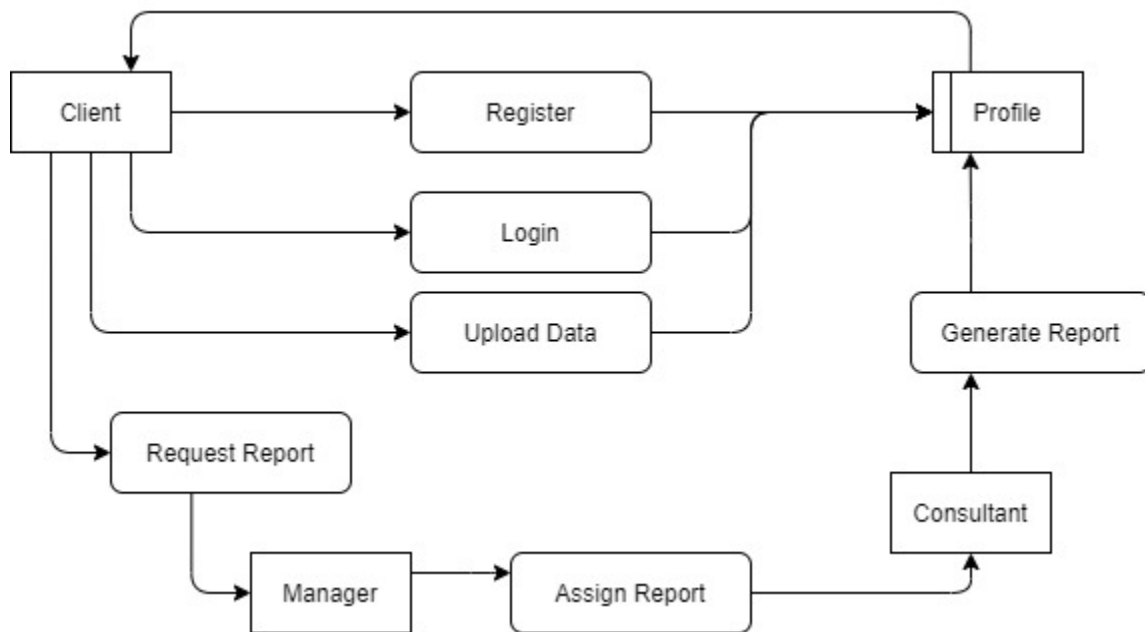 Client
Register
Profile
Login
Upload Data
Generate Report
Request Report
Consultant
Manager
Assign Report